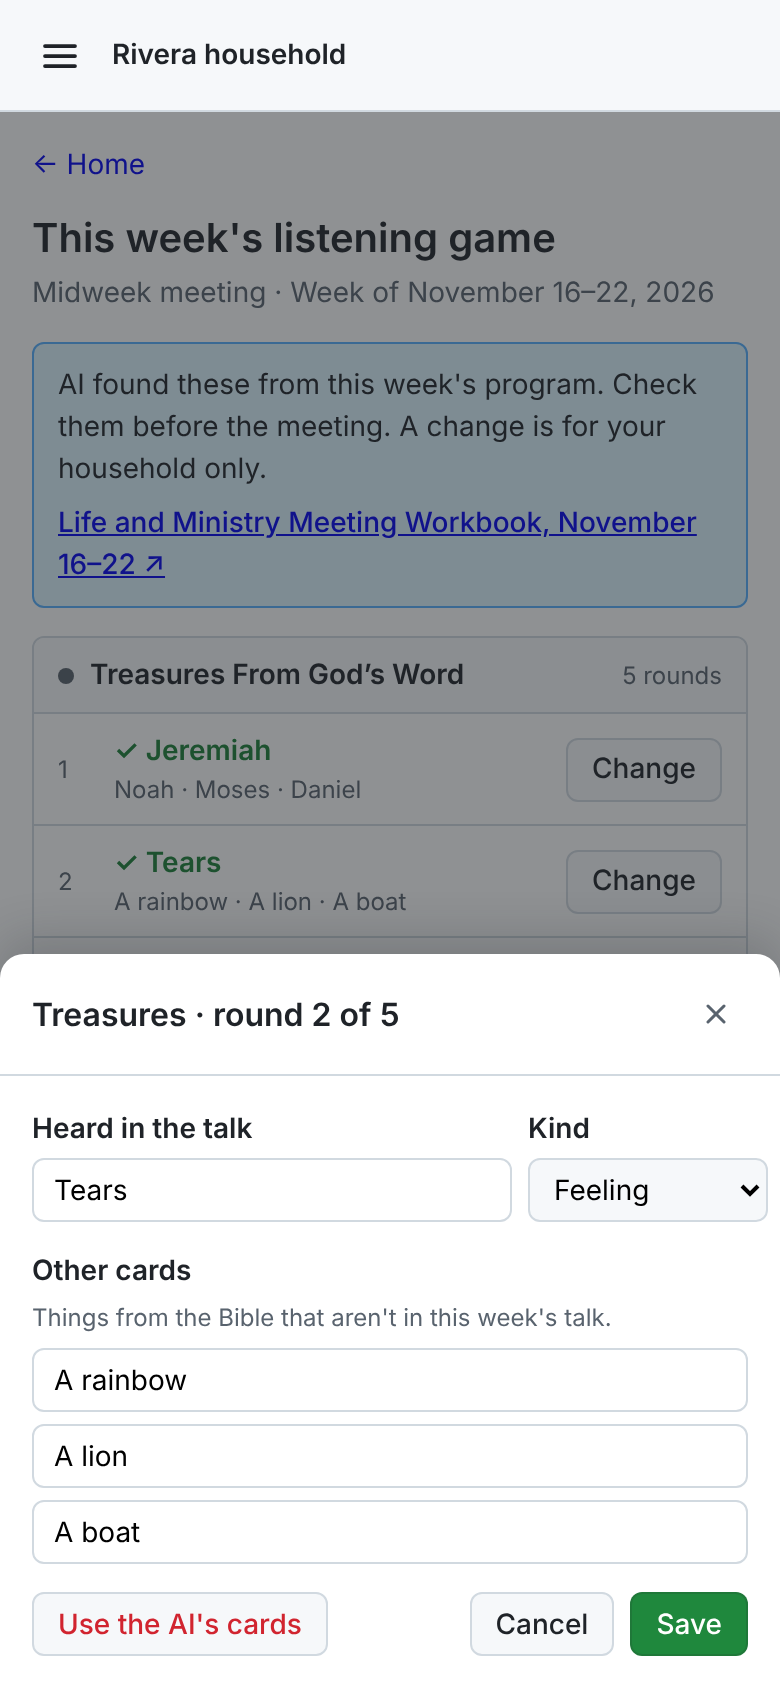 Rivera household
← Home
This week's listening game
Midweek meeting · Week of November 16–22, 2026
AI found these from this week's program. Check
them before the meeting. A change is for your
household only.
Life and Ministry Meeting Workbook, November
16–22 ↗
Treasures From God’s Word 5 rounds
1 ✓ Jeremiah Change
Noah · Moses · Daniel
2 ✓ Tears Change
A rainbow · A lion · A boat
Treasures · round 2 of 5 ×
Heard in the talk Kind
Tears Feeling
Other cards
Things from the Bible that aren't in this week's talk.
A rainbow
A lion
A boat
Use the AI's cards Cancel Save